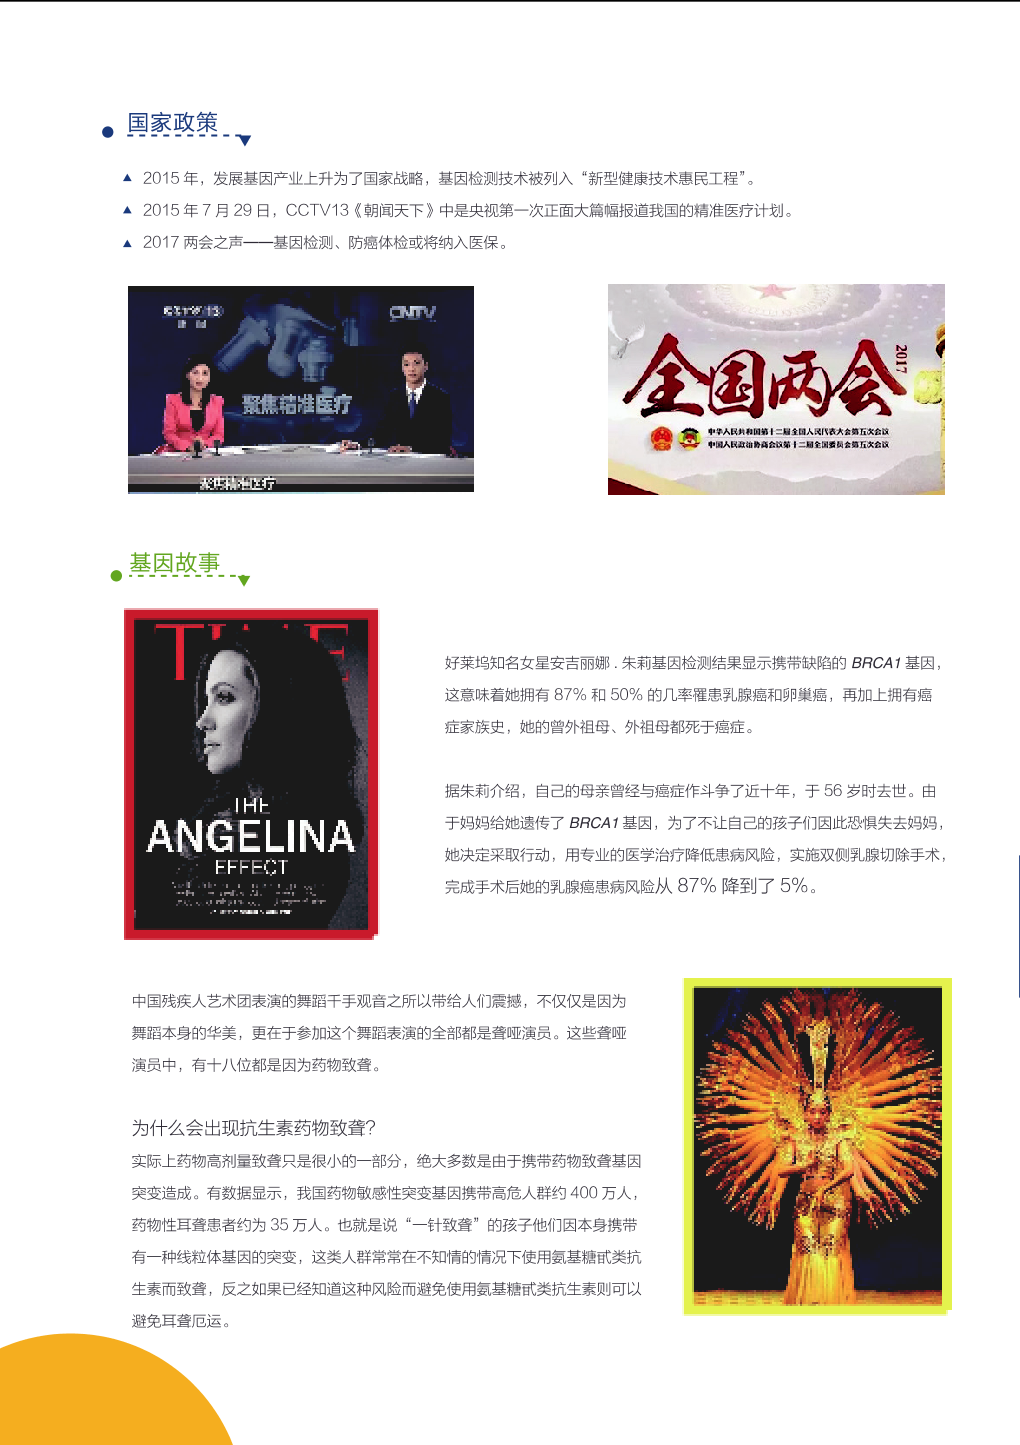 国家政策
2015 年，发展基因产业上升为了国家战略，基因检测技术被列入“新型健康技术惠民工程”。
2015 年 7 月 29 日，CCTV13《朝闻天下》中是央视第一次正面大篇幅报道我国的精准医疗计划。
2017 两会之声——基因检测、防癌体检或将纳入医保。
CCTV 13
CNTV
聚焦精准医疗
聚焦精准医疗
全国两会
2017
中华人民共和国第十二届全国人民代表大会第五次会议
中国人民政治协商会议第十二届全国委员会第五次会议
基因故事
TIME
THE
ANGELINA
EFFECT
好莱坞知名女星安吉丽娜 . 朱莉基因检测结果显示携带缺陷的 BRCA1 基因，
这意味着她拥有 87% 和 50% 的几率罹患乳腺癌和卵巢癌，再加上拥有癌
症家族史，她的曾外祖母、外祖母都死于癌症。
据朱莉介绍，自己的母亲曾经与癌症作斗争了近十年，于 56 岁时去世。由
于妈妈给她遗传了 BRCA1 基因，为了不让自己的孩子们因此恐惧失去妈妈，
她决定采取行动，用专业的医学治疗降低患病风险，实施双侧乳腺切除手术，
完成手术后她的乳腺癌患病风险从 87% 降到了 5%。
中国残疾人艺术团表演的舞蹈千手观音之所以带给人们震撼，不仅仅是因为
舞蹈本身的华美，更在于参加这个舞蹈表演的全部都是聋哑演员。这些聋哑
演员中，有十八位都是因为药物致聋。
为什么会出现抗生素药物致聋？
实际上药物高剂量致聋只是很小的一部分，绝大多数是由于携带药物致聋基因
突变造成。有数据显示，我国药物敏感性突变基因携带高危人群约 400 万人，
药物性耳聋患者约为 35 万人。也就是说“一针致聋”的孩子他们因本身携带
有一种线粒体基因的突变，这类人群常常在不知情的情况下使用氨基糖甙类抗
生素而致聋，反之如果已经知道这种风险而避免使用氨基糖甙类抗生素则可以
避免耳聋厄运。